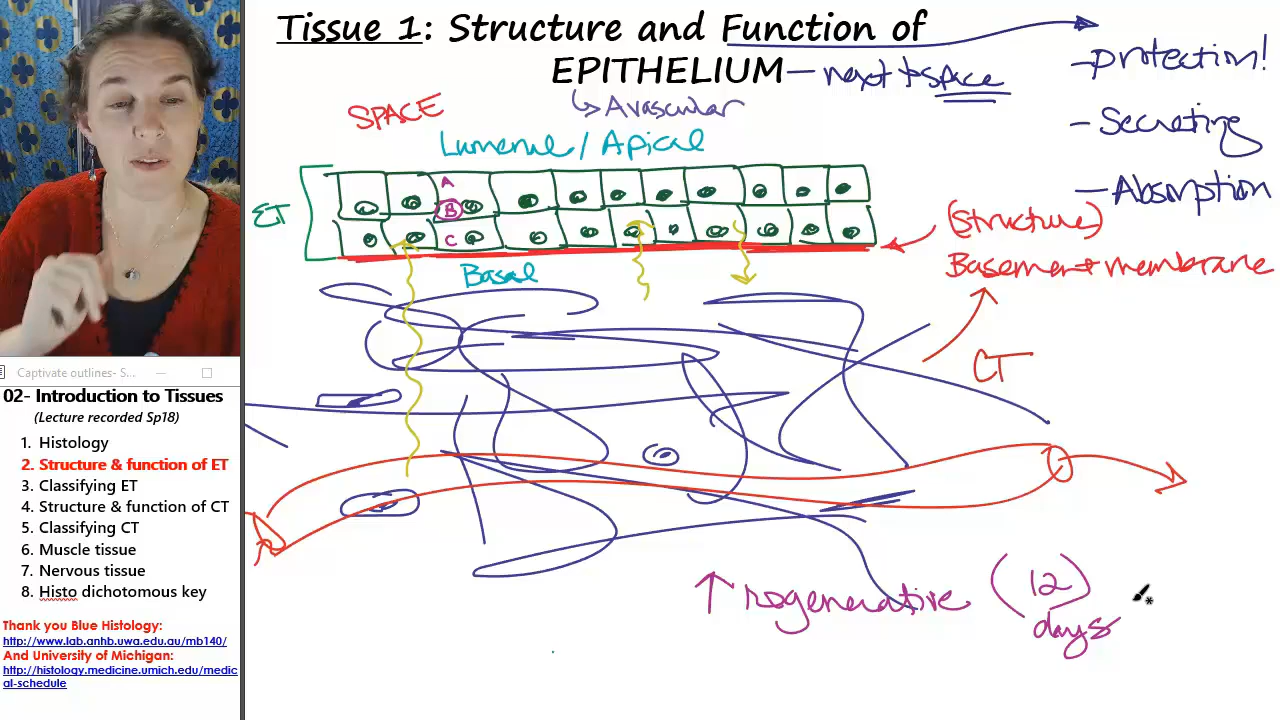 Tissue 1: Structure and Function of
EPITHELIUM - next to space
↳ Avascular
- protection!
- Secreting
- Absorption
SPACE
Lumenal / Apical
ET
A
B
C
Basal
(structure)
Basement membrane
CT
↑ regenerative (12 days)
Captivate outlines- S...
02- Introduction to Tissues
(Lecture recorded Sp18)
1. Histology
2. Structure & function of ET
3. Classifying ET
4. Structure & function of CT
5. Classifying CT
6. Muscle tissue
7. Nervous tissue
8. Histo dichotomous key
Thank you Blue Histology:
http://www.lab.anhb.uwa.edu.au/mb140/
And University of Michigan:
http://histology.medicine.umich.edu/medic
al-schedule